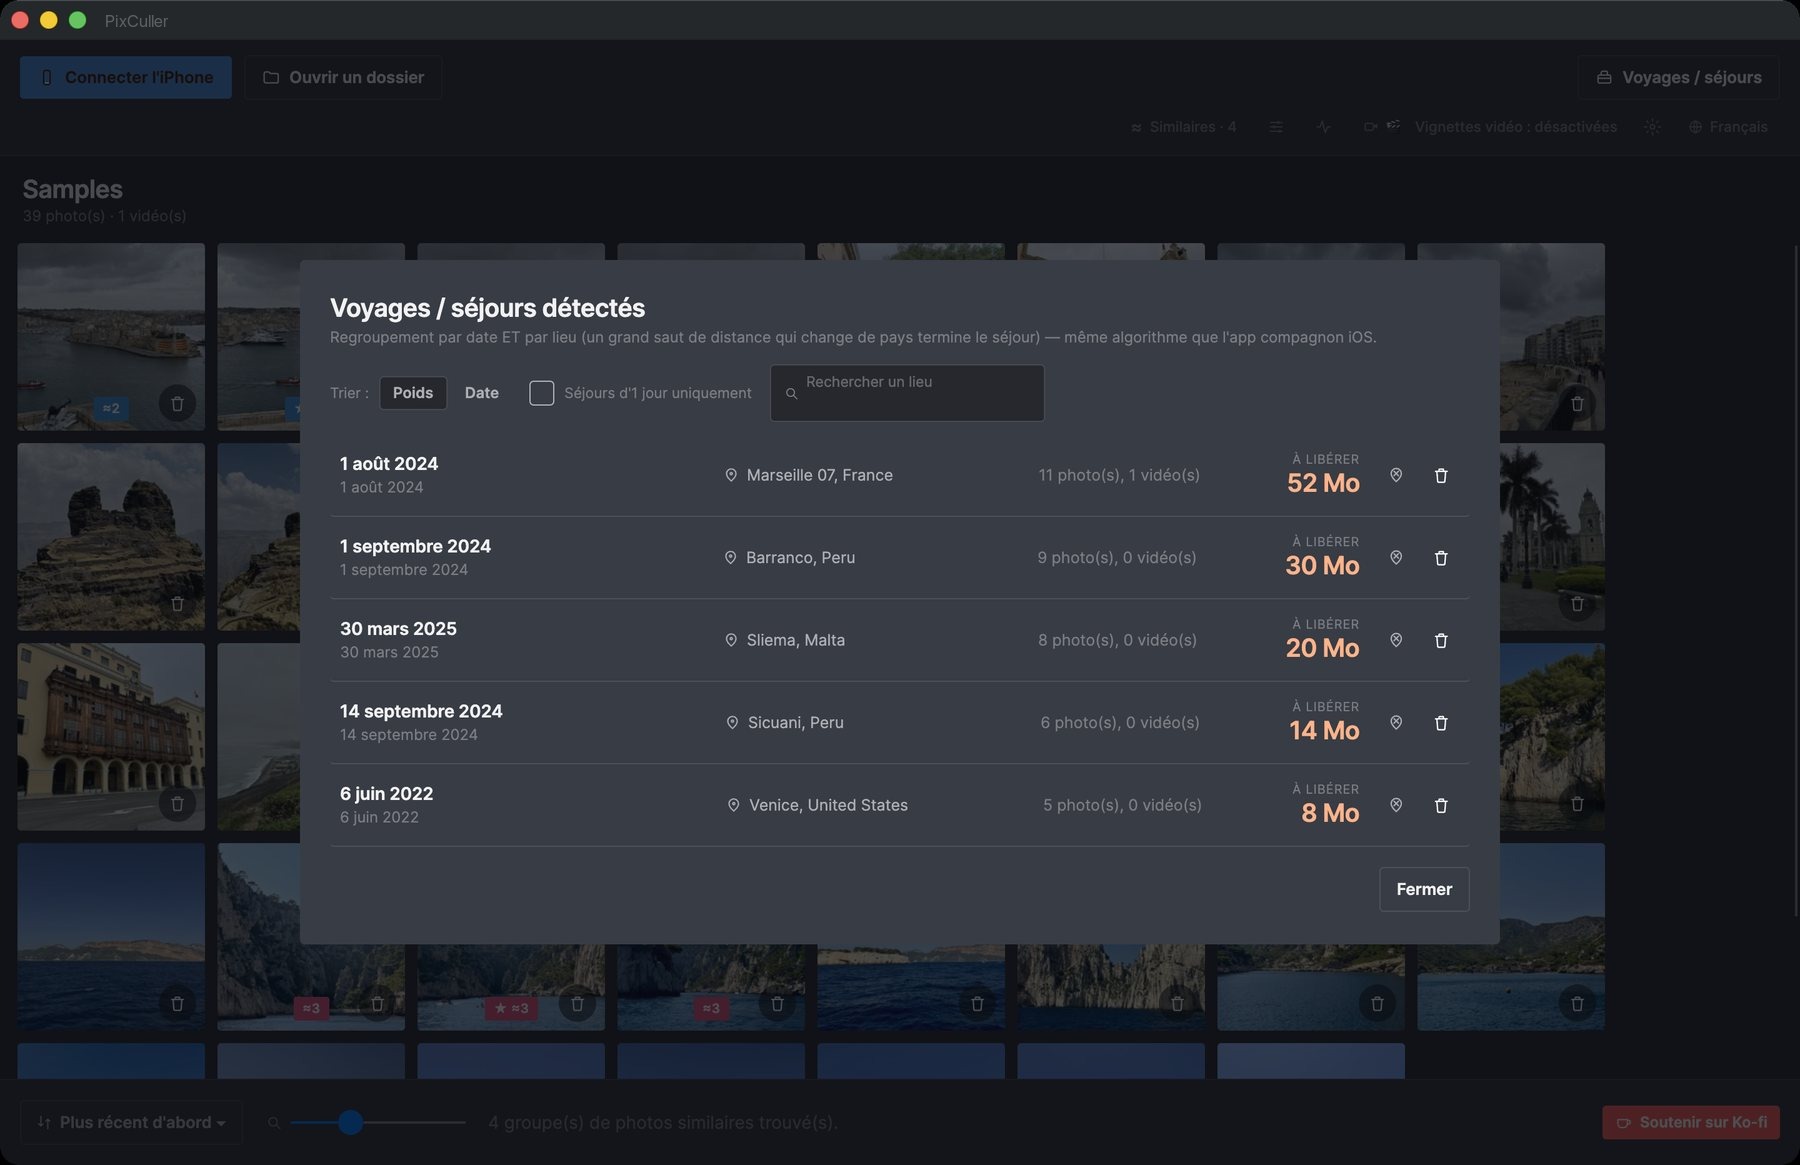 PixCuller
Connecter l'iPhone
Ouvrir un dossier
Voyages / séjours
≈ Similaires · 4
Vignettes vidéo : désactivées
Français
Samples
39 photo(s) · 1 vidéo(s)
≈2
Voyages / séjours détectés
Regroupement par date ET par lieu (un grand saut de distance qui change de pays termine le séjour) — même algorithme que l'app compagnon iOS.
Trier :
Poids
Date
Séjours d'1 jour uniquement
Rechercher un lieu
1 août 2024
1 août 2024
Marseille 07, France
11 photo(s), 1 vidéo(s)
À LIBÉRER
52 Mo
1 septembre 2024
1 septembre 2024
Barranco, Peru
9 photo(s), 0 vidéo(s)
À LIBÉRER
30 Mo
30 mars 2025
30 mars 2025
Sliema, Malta
8 photo(s), 0 vidéo(s)
À LIBÉRER
20 Mo
14 septembre 2024
14 septembre 2024
Sicuani, Peru
6 photo(s), 0 vidéo(s)
À LIBÉRER
14 Mo
6 juin 2022
6 juin 2022
Venice, United States
5 photo(s), 0 vidéo(s)
À LIBÉRER
8 Mo
Fermer
≈3
★ ≈3
≈3
Plus récent d'abord
4 groupe(s) de photos similaires trouvé(s).
Soutenir sur Ko-fi